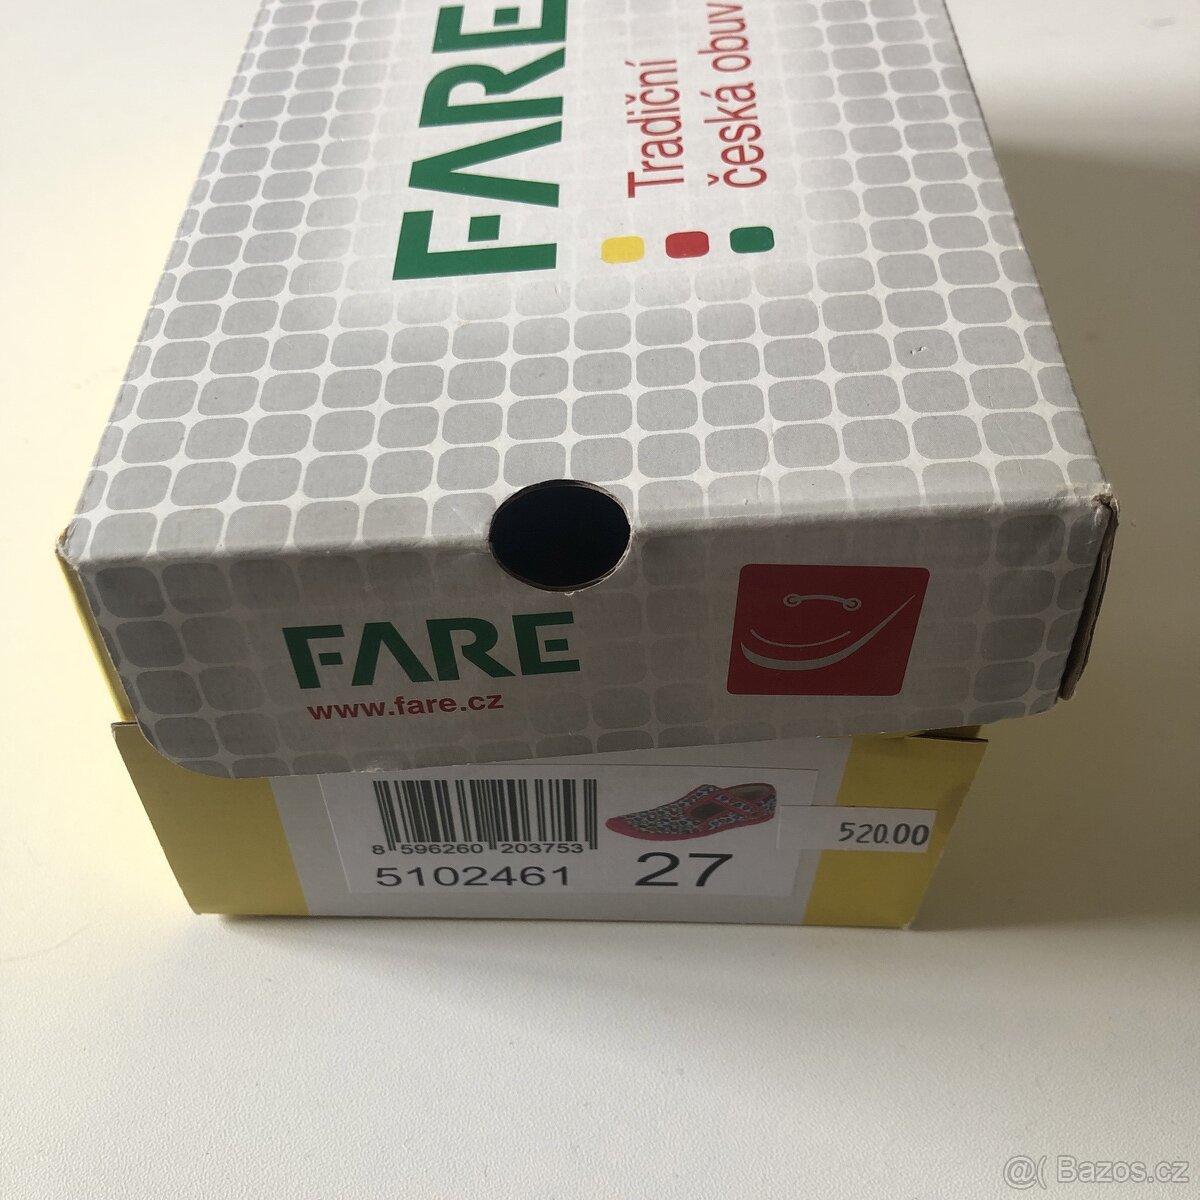 FARE
Tradiční
česká obuv
FARE
www.fare.cz
8 596260 203753
5102461
27
520.00
@( Bazos.cz